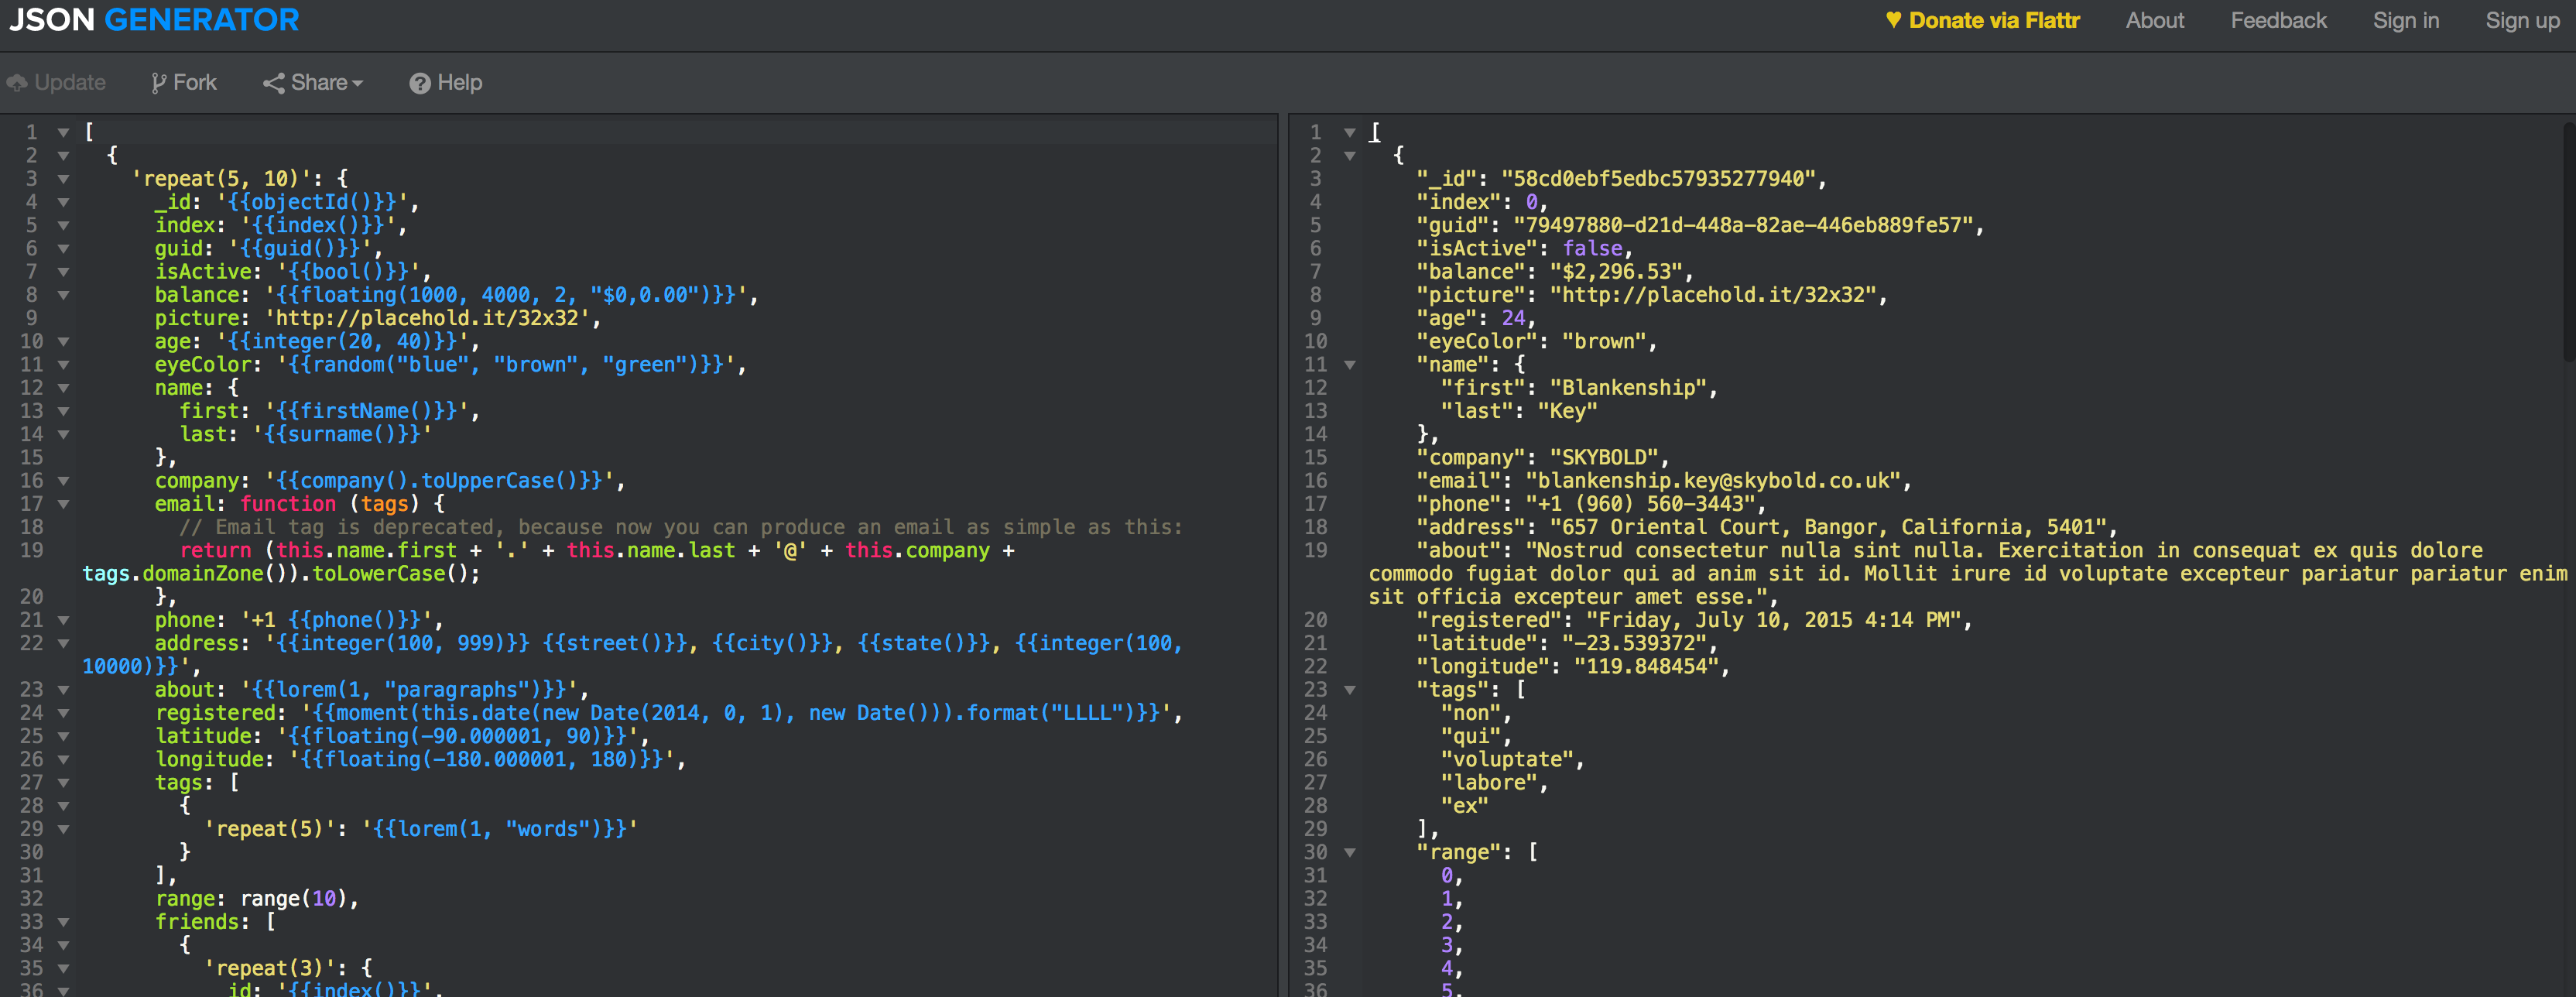 JSON GENERATOR
♥ Donate via Flattr About Feedback Sign in Sign up
Update Fork Share Help
1 [
2 {
3 'repeat(5, 10)': {
4 _id: '{{objectId()}}',
5 index: '{{index()}}',
6 guid: '{{guid()}}',
7 isActive: '{{bool()}}',
8 balance: '{{floating(1000, 4000, 2, "$0,0.00")}}',
9 picture: 'http://placehold.it/32x32',
10 age: '{{integer(20, 40)}}',
11 eyeColor: '{{random("blue", "brown", "green")}}',
12 name: {
13 first: '{{firstName()}}',
14 last: '{{surname()}}'
15 },
16 company: '{{company().toUpperCase()}}',
17 email: function (tags) {
18 // Email tag is deprecated, because now you can produce an email as simple as this:
19 return (this.name.first + '.' + this.name.last + '@' + this.company +
tags.domainZone()).toLowerCase();
20 },
21 phone: '+1 {{phone()}}',
22 address: '{{integer(100, 999)}} {{street()}}, {{city()}}, {{state()}}, {{integer(100,
10000)}}',
23 about: '{{lorem(1, "paragraphs")}}',
24 registered: '{{moment(this.date(new Date(2014, 0, 1), new Date())).format("LLLL")}}',
25 latitude: '{{floating(-90.000001, 90)}}',
26 longitude: '{{floating(-180.000001, 180)}}',
27 tags: [
28 {
29 'repeat(5)': '{{lorem(1, "words")}}'
30 }
31 ],
32 range: range(10),
33 friends: [
34 {
35 'repeat(3)': {
36 id: '{{index()}}',
1 [
2 {
3 "_id": "58cd0ebf5edbc57935277940",
4 "index": 0,
5 "guid": "79497880-d21d-448a-82ae-446eb889fe57",
6 "isActive": false,
7 "balance": "$2,296.53",
8 "picture": "http://placehold.it/32x32",
9 "age": 24,
10 "eyeColor": "brown",
11 "name": {
12 "first": "Blankenship",
13 "last": "Key"
14 },
15 "company": "SKYBOLD",
16 "email": "blankenship.key@skybold.co.uk",
17 "phone": "+1 (960) 560-3443",
18 "address": "657 Oriental Court, Bangor, California, 5401",
19 "about": "Nostrud consectetur nulla sint nulla. Exercitation in consequat ex quis dolore
commodo fugiat dolor qui ad anim sit id. Mollit irure id voluptate excepteur pariatur pariatur enim
sit officia excepteur amet esse.",
20 "registered": "Friday, July 10, 2015 4:14 PM",
21 "latitude": "-23.539372",
22 "longitude": "119.848454",
23 "tags": [
24 "non",
25 "qui",
26 "voluptate",
27 "labore",
28 "ex"
29 ],
30 "range": [
31 0,
32 1,
33 2,
34 3,
35 4,
36 5,